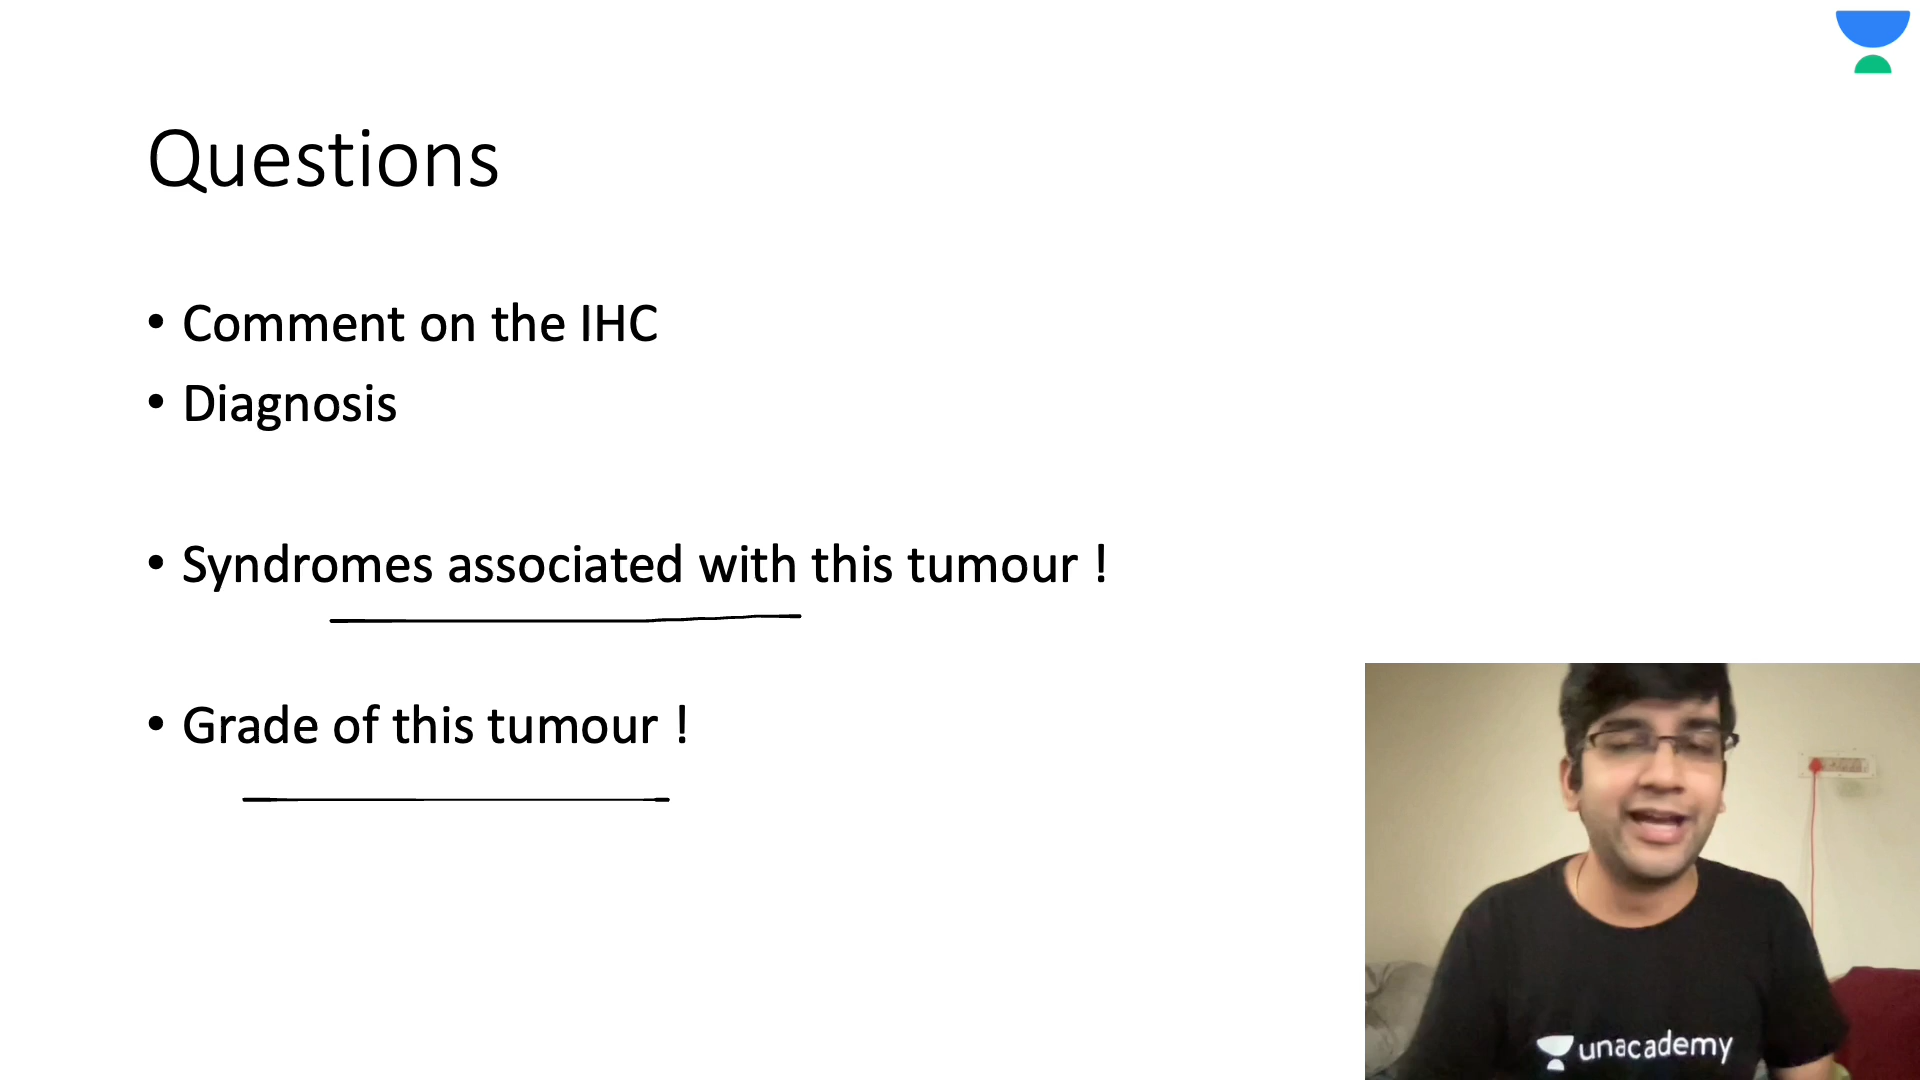 Questions
• Comment on the IHC
• Diagnosis
• Syndromes associated with this tumour !
• Grade of this tumour !
unacademy